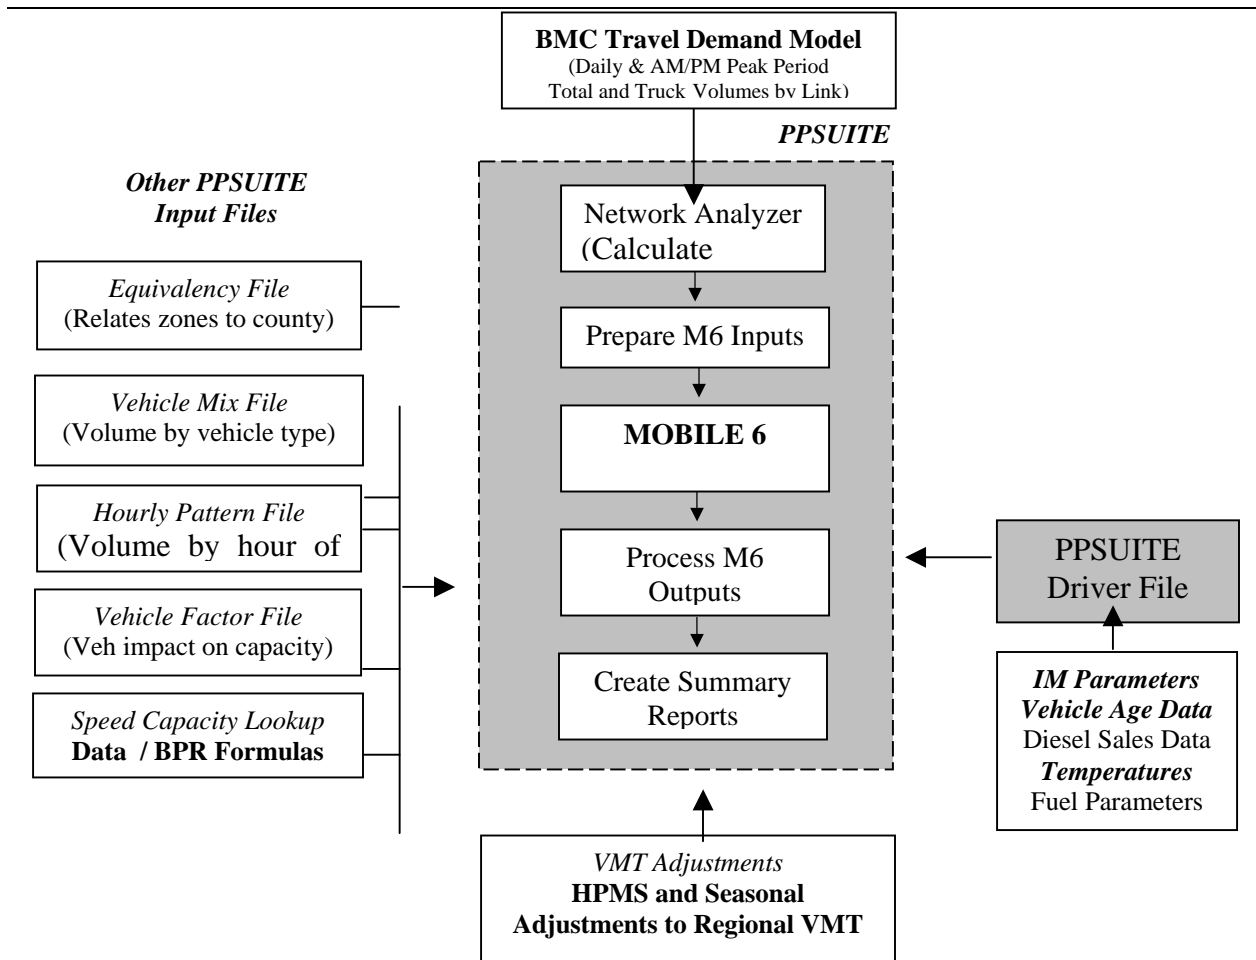 BMC Travel Demand Model
(Daily & AM/PM Peak Period
Total and Truck Volumes by Link)
PPSUITE
Other PPSUITE
Input Files
Equivalency File
(Relates zones to county)
Vehicle Mix File
(Volume by vehicle type)
Hourly Pattern File
(Volume by hour of
Vehicle Factor File
(Veh impact on capacity)
Speed Capacity Lookup
Data / BPR Formulas
Network Analyzer
(Calculate
Prepare M6 Inputs
MOBILE 6
Process M6
Outputs
Create Summary
Reports
PPSUITE
Driver File
IM Parameters
Vehicle Age Data
Diesel Sales Data
Temperatures
Fuel Parameters
VMT Adjustments
HPMS and Seasonal
Adjustments to Regional VMT